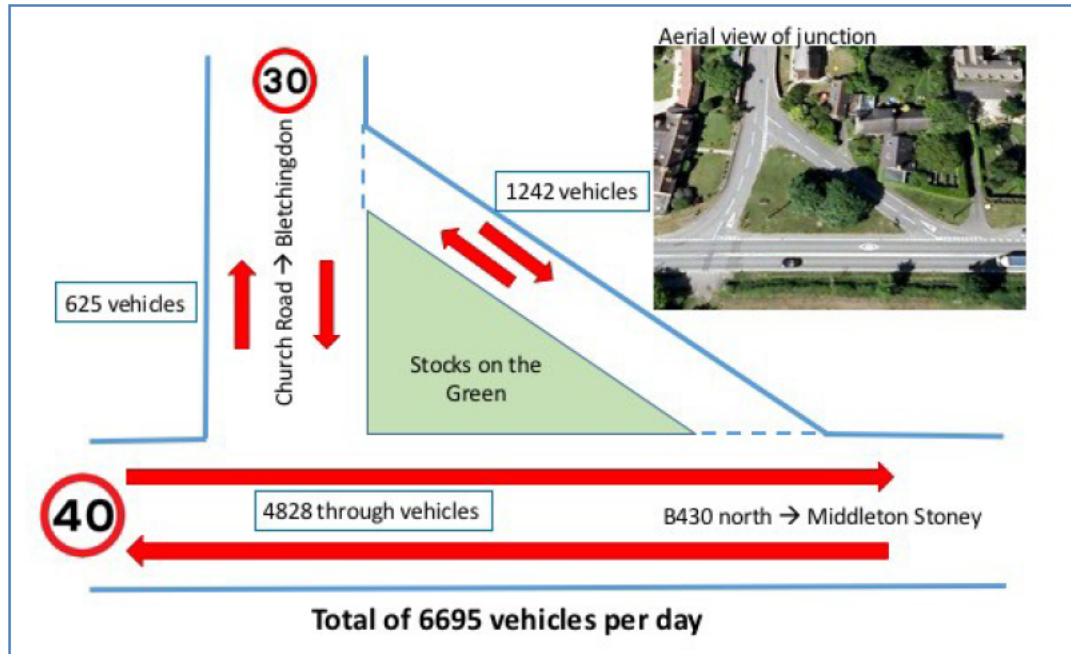 Aerial view of junction
30
1242 vehicles
Church Road → Bletchingdon
625 vehicles
Stocks on the
Green
40
4828 through vehicles
B430 north → Middleton Stoney
Total of 6695 vehicles per day